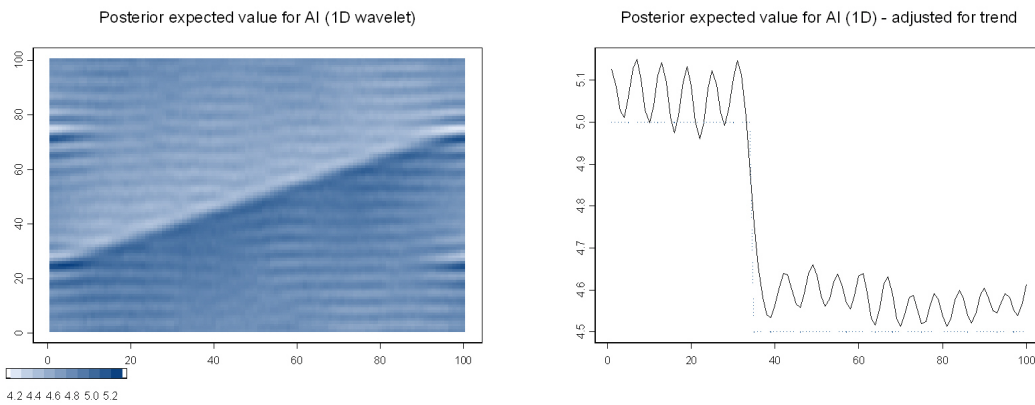 Posterior expected value for AI (1D wavelet)
100
80
60
40
20
0
0 20 40 60 80 100
4.2 4.4 4.6 4.8 5.0 5.2
Posterior expected value for AI (1D) - adjusted for trend
5.1
5.0
4.9
4.8
4.7
4.6
4.5
0 20 40 60 80 100